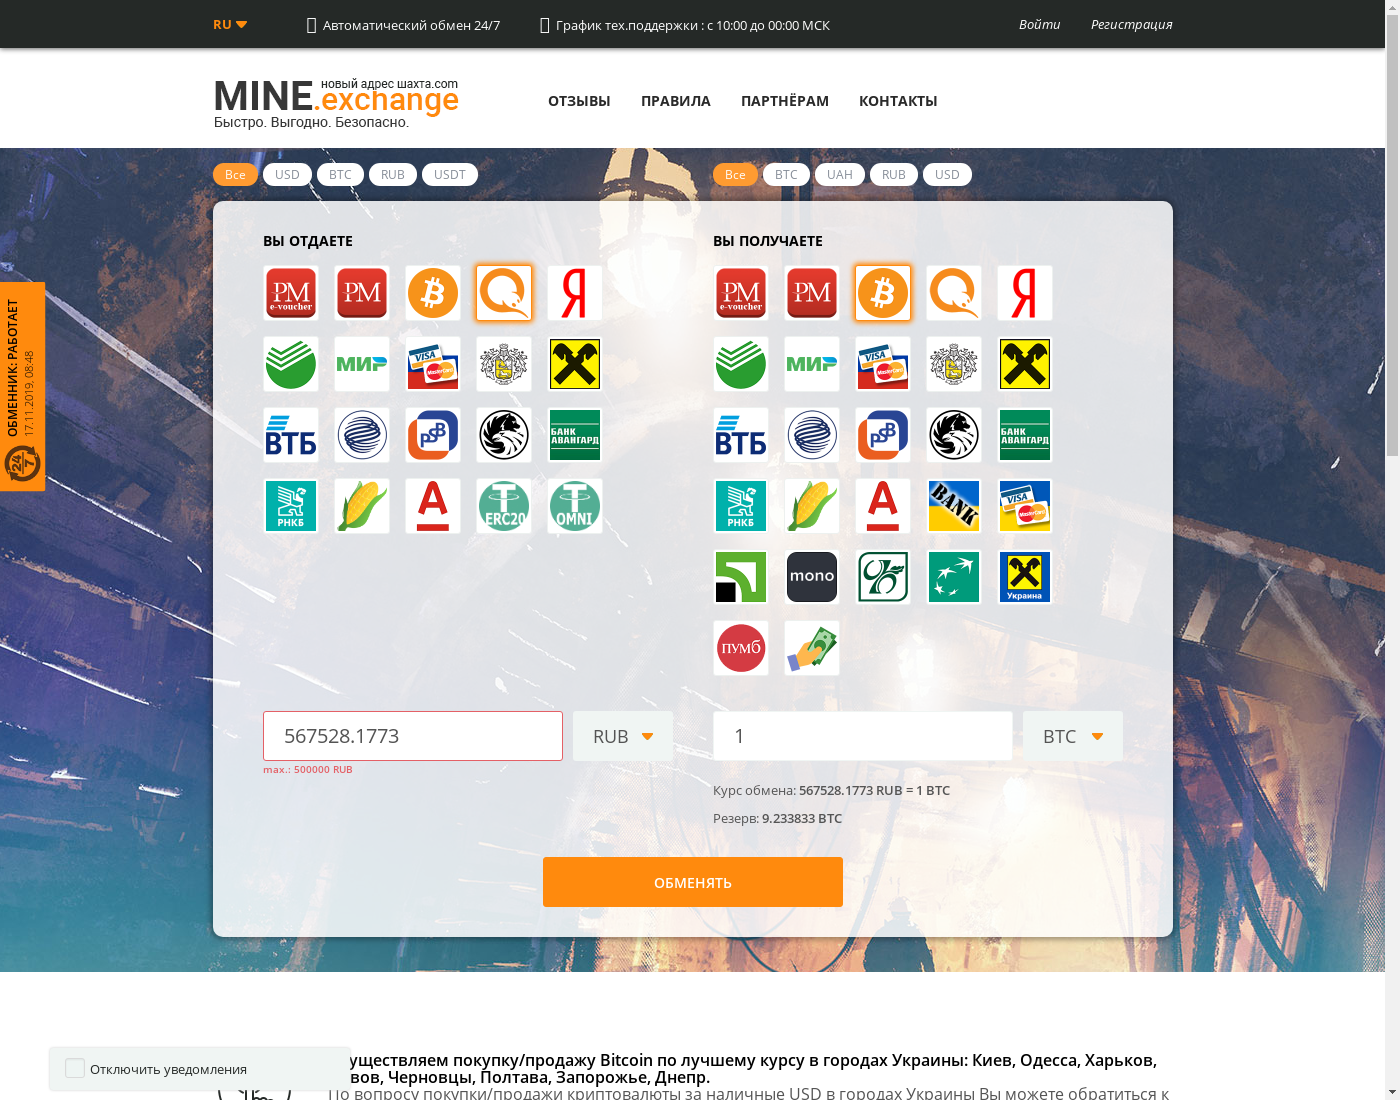 RU
Автоматический обмен 24/7
График тех.поддержки : с 10:00 до 00:00 МСК
Войти
Регистрация
новый адрес шахта.com
MINE.exchange
Быстро. Выгодно. Безопасно.
ОТЗЫВЫ
ПРАВИЛА
ПАРТНЁРАМ
КОНТАКТЫ
Все USD BTC RUB USDT
Все BTC UAH RUB USD
ВЫ ОТДАЕТЕ
ВЫ ПОЛУЧАЕТЕ
PM e-voucher PM Я
PM e-voucher PM Я
МИР VISA MasterCard
МИР VISA MasterCard
ВТБ PSB БАНК АВАНГАРД
ВТБ PSB БАНК АВАНГАРД
РНКБ А T ERC20 T OMNI
РНКБ А BANK VISA MasterCard
mono Украина
ПУМБ
ОБМЕННИК: РАБОТАЕТ
17.11.2019, 08:48
24/7
567528.1773
RUB
1
BTC
max.: 500000 RUB
Курс обмена: 567528.1773 RUB = 1 BTC
Резерв: 9.233833 BTC
ОБМЕНЯТЬ
уществляем покупку/продажу Bitcoin по лучшему курсу в городах Украины: Киев, Одесса, Харьков,
вов, Черновцы, Полтава, Запорожье, Днепр.
По вопросу покупки/продажи криптовалюты за наличные USD в городах Украины Вы можете обратиться к
Отключить уведомления